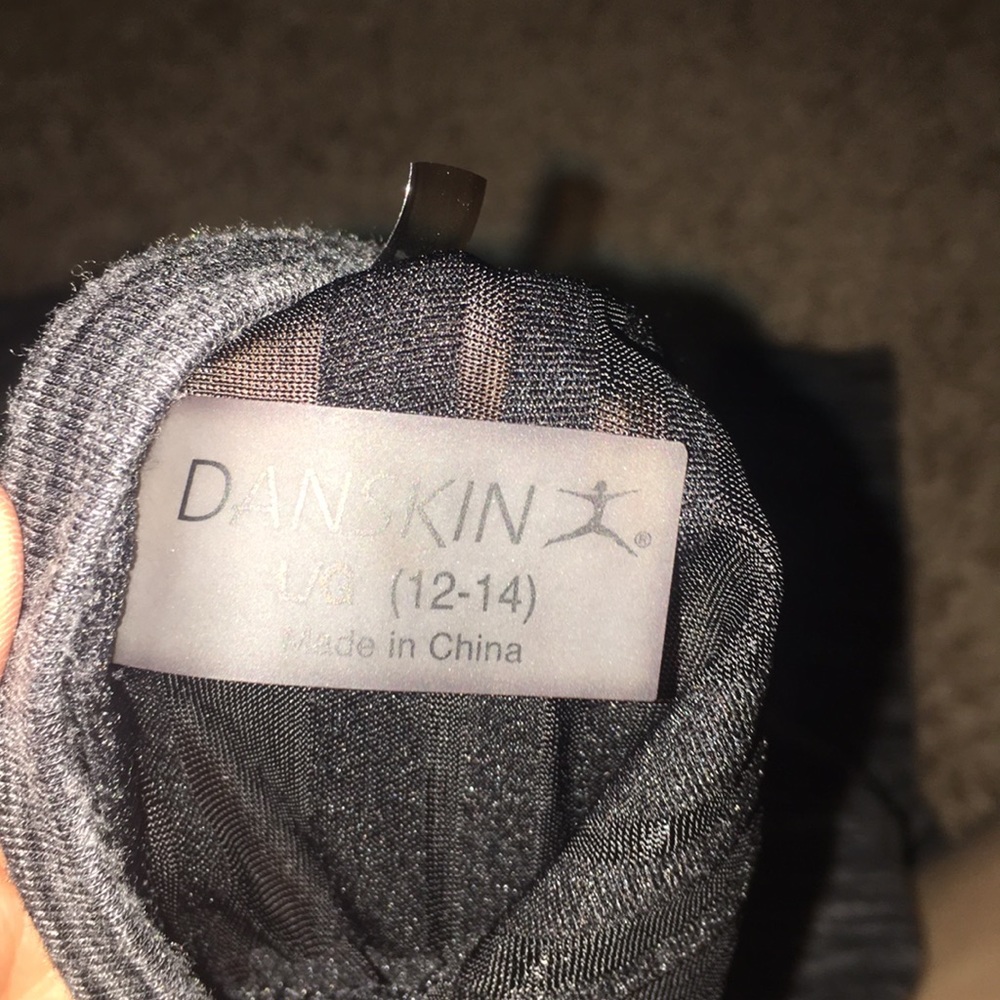 DANSKIN ®
L/G (12-14)
Made in China